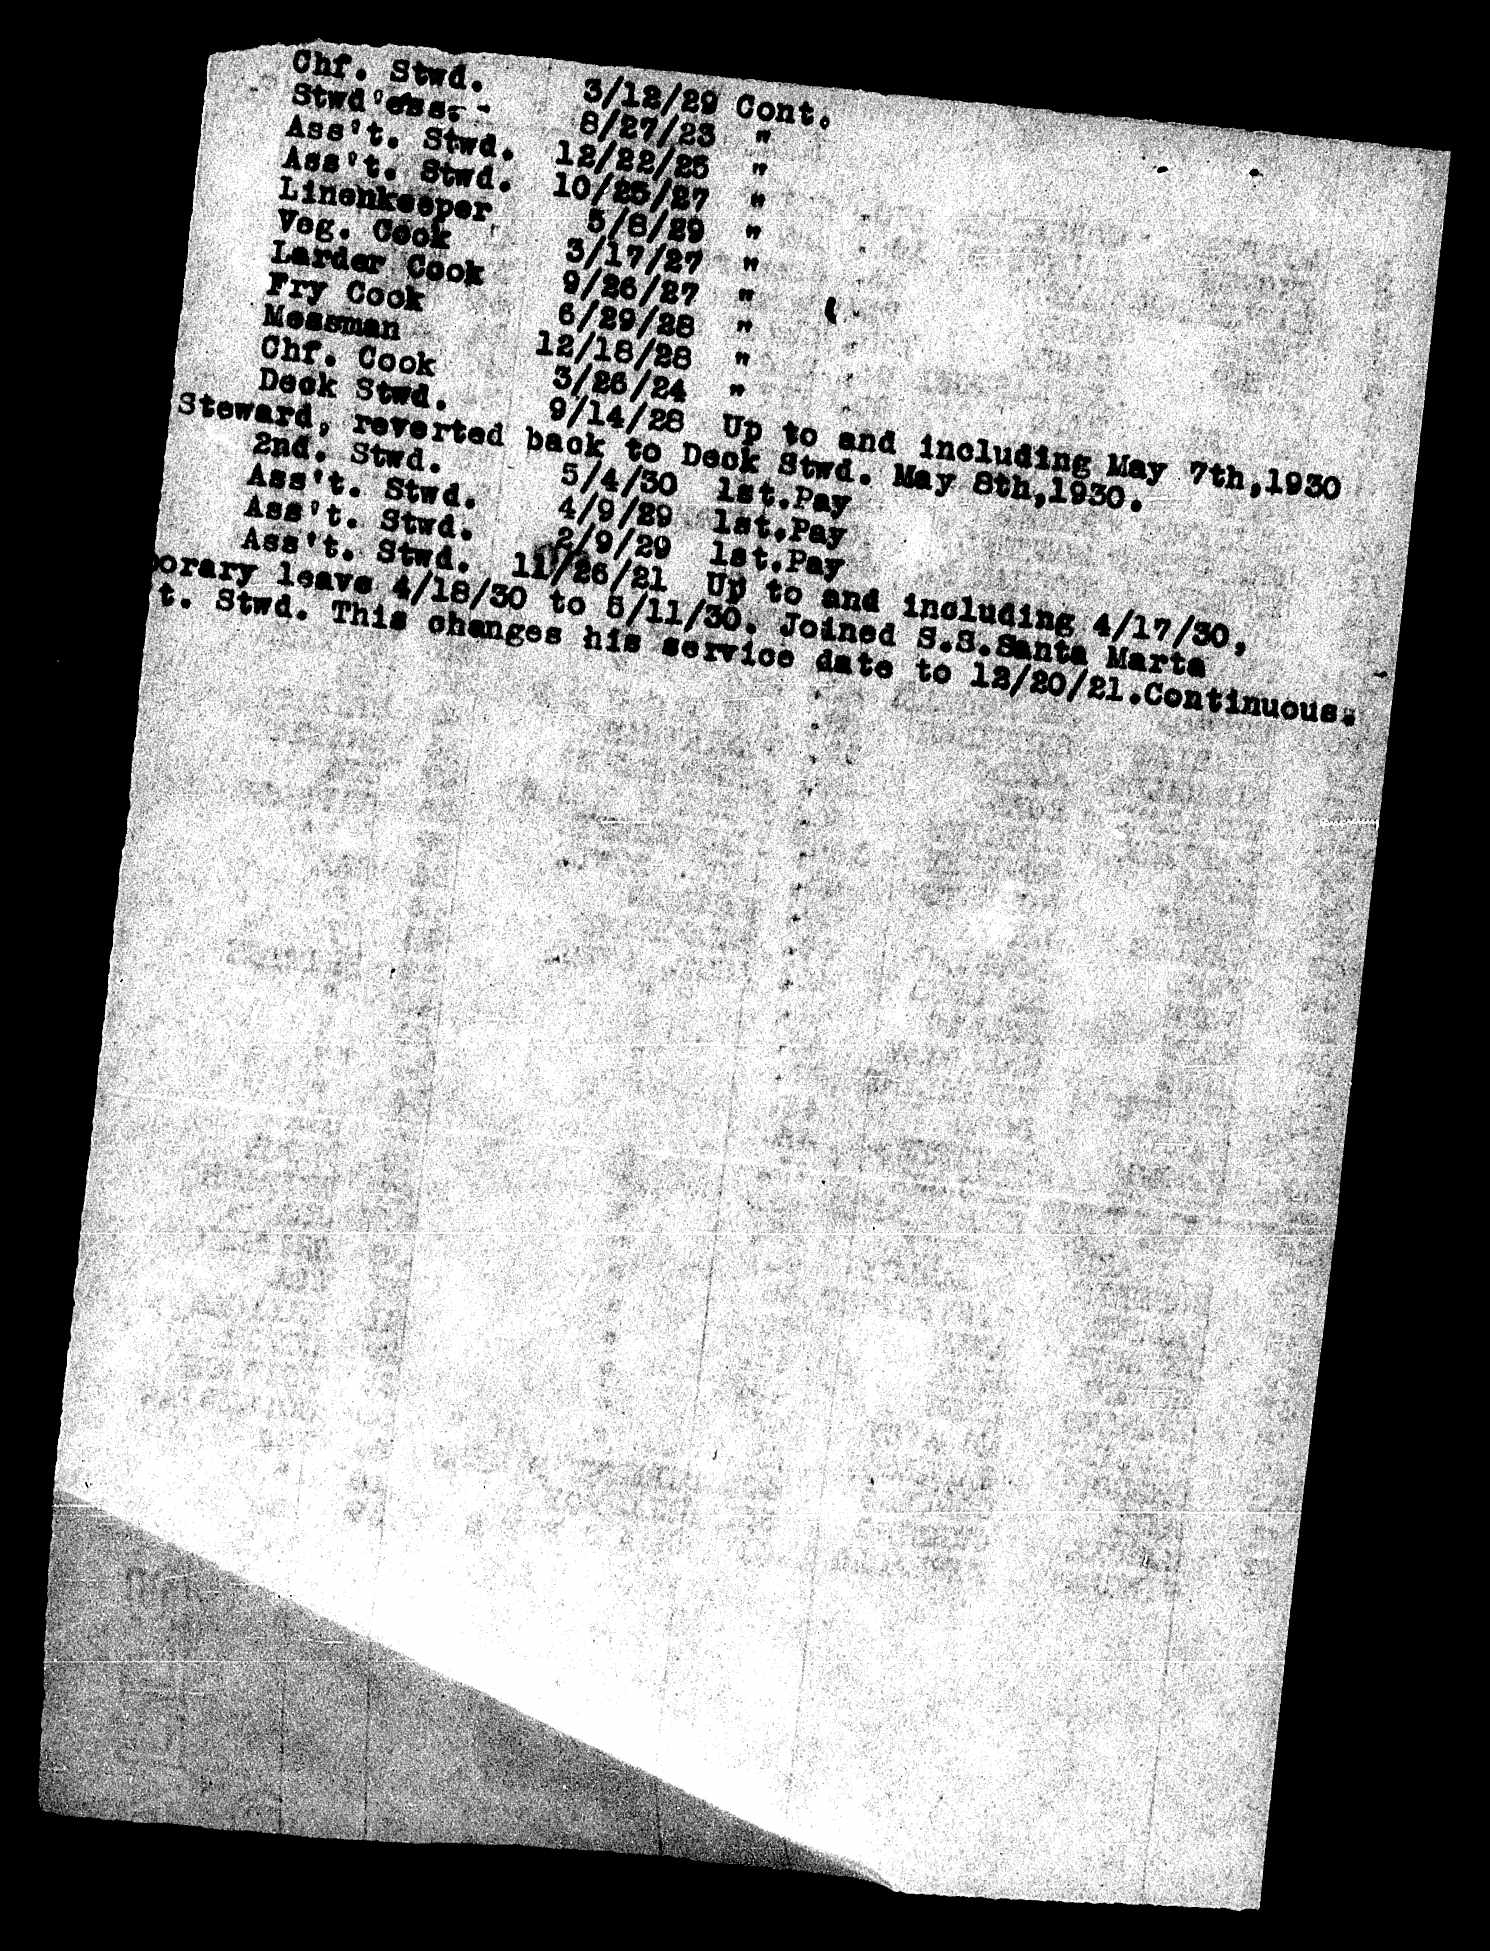 Chf. Stwd. 3/12/29 Cont.
Stwd'ess. - 8/27/23 "
Ass't. Stwd. 12/22/25 "
Ass't. Stwd. 10/25/27 "
Linenkeeper 5/8/29 "
Veg. Cook 3/17/27 "
Larder Cook 9/26/27 "
Fry Cook 6/29/28 "
Messman 12/18/28 "
Chf. Cook 3/26/24 "
Deck Stwd. 9/14/28 Up to and including May 7th,1930
Steward, reverted back to Deck Stwd. May 8th,1930.
2nd. Stwd. 5/4/30 1st.Pay
Ass't. Stwd. 4/9/29 1st.Pay
Ass't. Stwd. 2/9/29 1st.Pay
Ass't. Stwd. 11/26/21 Up to and including 4/17/30,
orary leave 4/18/30 to 5/11/30. Joined S.S.Santa Marta
t. Stwd. This changes his service date to 12/20/21.Continuous.